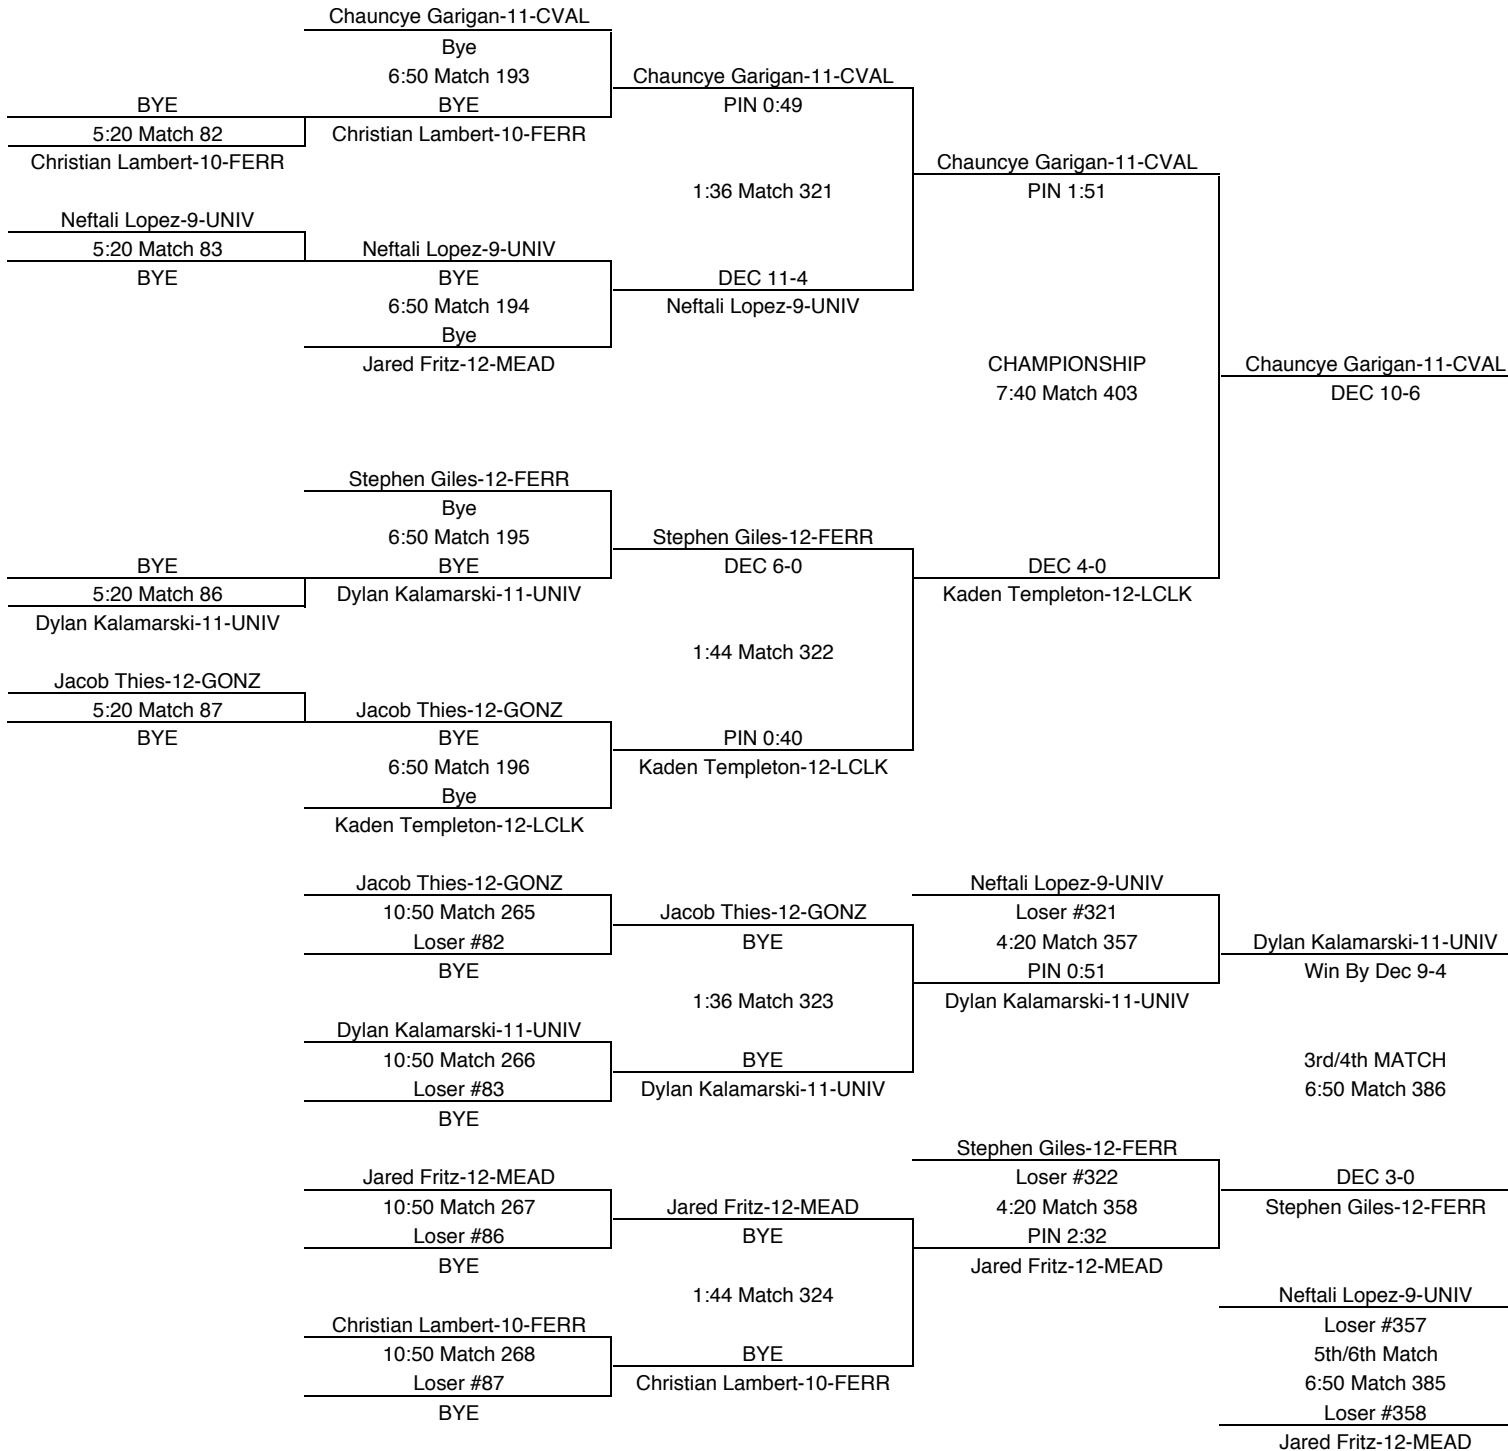 Chauncye Garigan-11-CVAL
Bye
6:50 Match 193
Chauncye Garigan-11-CVAL
BYE
BYE
PIN 0:49
5:20 Match 82
Christian Lambert-10-FERR
Christian Lambert-10-FERR
Chauncye Garigan-11-CVAL
1:36 Match 321
PIN 1:51
Neftali Lopez-9-UNIV
5:20 Match 83
Neftali Lopez-9-UNIV
BYE
BYE
DEC 11-4
6:50 Match 194
Neftali Lopez-9-UNIV
Bye
Jared Fritz-12-MEAD
CHAMPIONSHIP
Chauncye Garigan-11-CVAL
7:40 Match 403
DEC 10-6
Stephen Giles-12-FERR
Bye
6:50 Match 195
Stephen Giles-12-FERR
BYE
BYE
DEC 6-0
DEC 4-0
5:20 Match 86
Dylan Kalamarski-11-UNIV
Kaden Templeton-12-LCLK
Dylan Kalamarski-11-UNIV
1:44 Match 322
Jacob Thies-12-GONZ
5:20 Match 87
Jacob Thies-12-GONZ
BYE
BYE
PIN 0:40
6:50 Match 196
Kaden Templeton-12-LCLK
Bye
Kaden Templeton-12-LCLK
Jacob Thies-12-GONZ
Neftali Lopez-9-UNIV
10:50 Match 265
Jacob Thies-12-GONZ
Loser #321
Loser #82
BYE
4:20 Match 357
Dylan Kalamarski-11-UNIV
BYE
PIN 0:51
Win By Dec 9-4
1:36 Match 323
Dylan Kalamarski-11-UNIV
Dylan Kalamarski-11-UNIV
10:50 Match 266
BYE
3rd/4th MATCH
Loser #83
Dylan Kalamarski-11-UNIV
6:50 Match 386
BYE
Stephen Giles-12-FERR
Jared Fritz-12-MEAD
Loser #322
DEC 3-0
10:50 Match 267
Jared Fritz-12-MEAD
4:20 Match 358
Stephen Giles-12-FERR
Loser #86
BYE
PIN 2:32
BYE
Jared Fritz-12-MEAD
1:44 Match 324
Neftali Lopez-9-UNIV
Christian Lambert-10-FERR
Loser #357
10:50 Match 268
BYE
5th/6th Match
Loser #87
Christian Lambert-10-FERR
6:50 Match 385
BYE
Loser #358
Jared Fritz-12-MEAD